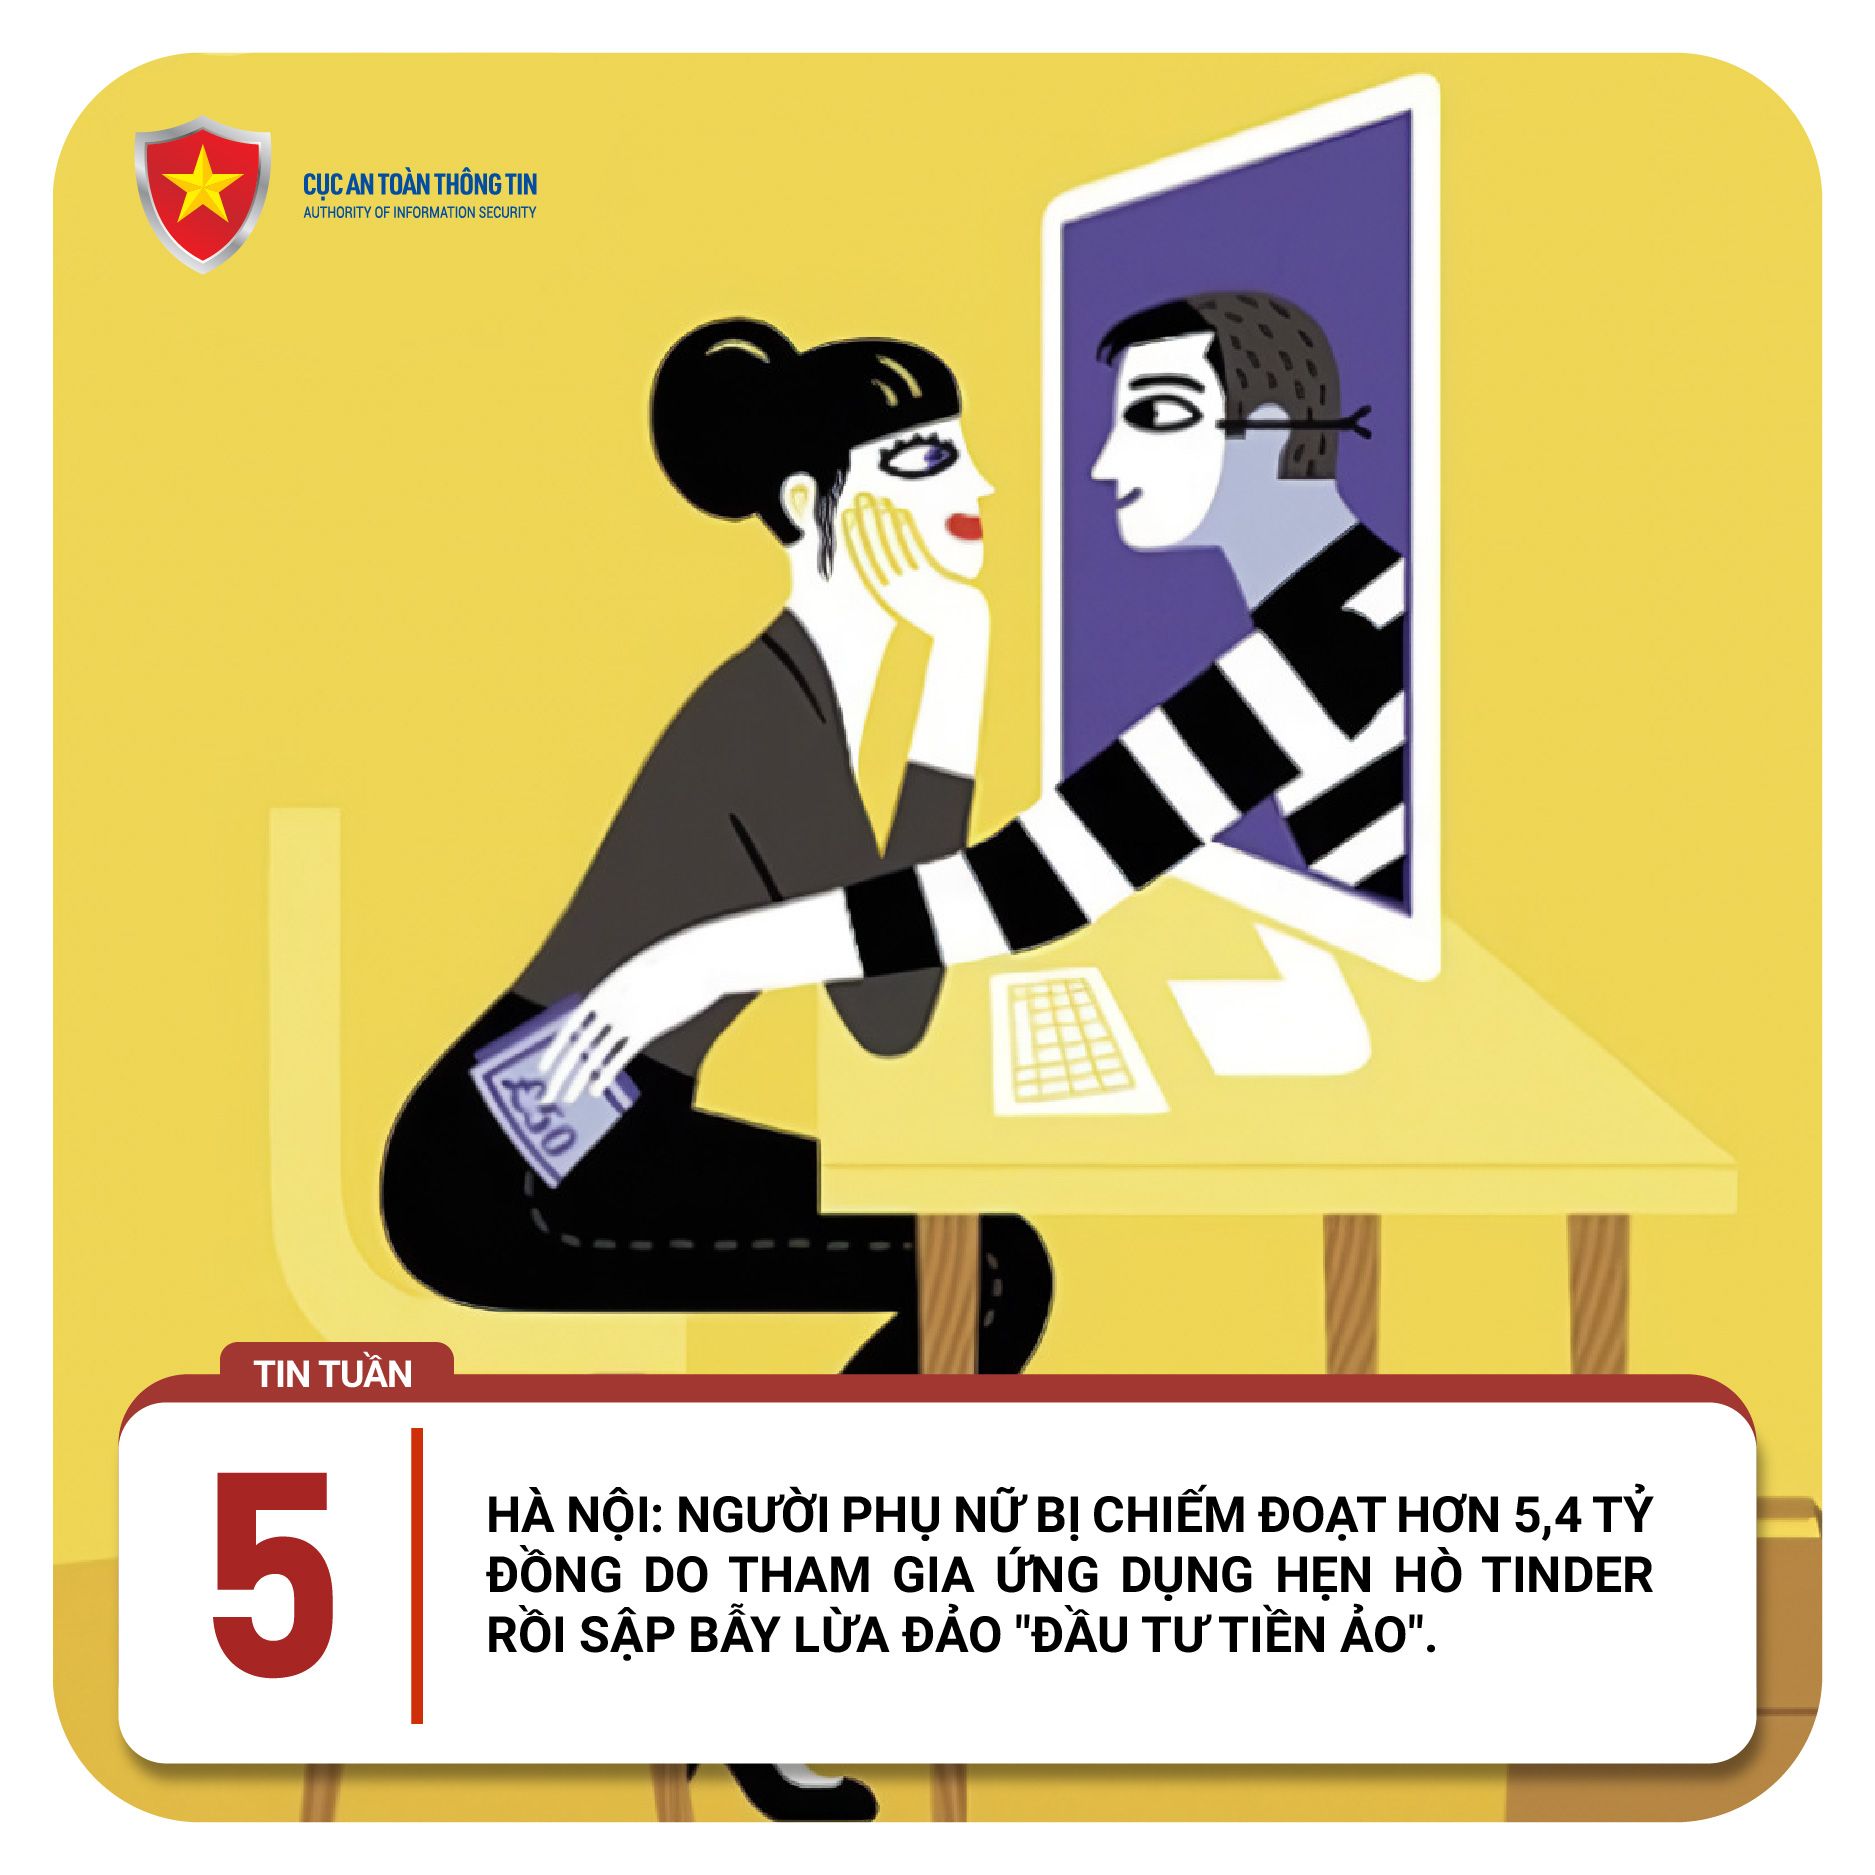 CỤC AN TOÀN THÔNG TIN
AUTHORITY OF INFORMATION SECURITY
£50
TIN TUẦN
5
HÀ NỘI: NGƯỜI PHỤ NỮ BỊ CHIẾM ĐOẠT HƠN 5,4 TỶ
ĐỒNG DO THAM GIA ỨNG DỤNG HẸN HÒ TINDER
RỒI SẬP BẪY LỪA ĐẢO "ĐẦU TƯ TIỀN ẢO".